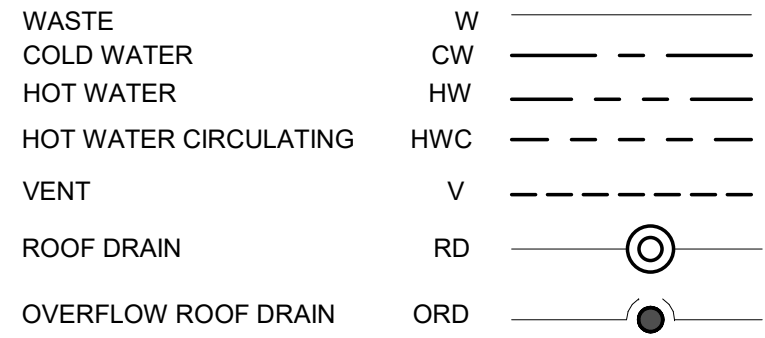 WASTE W
COLD WATER CW
HOT WATER HW
HOT WATER CIRCULATING HWC
VENT V
ROOF DRAIN RD
OVERFLOW ROOF DRAIN ORD